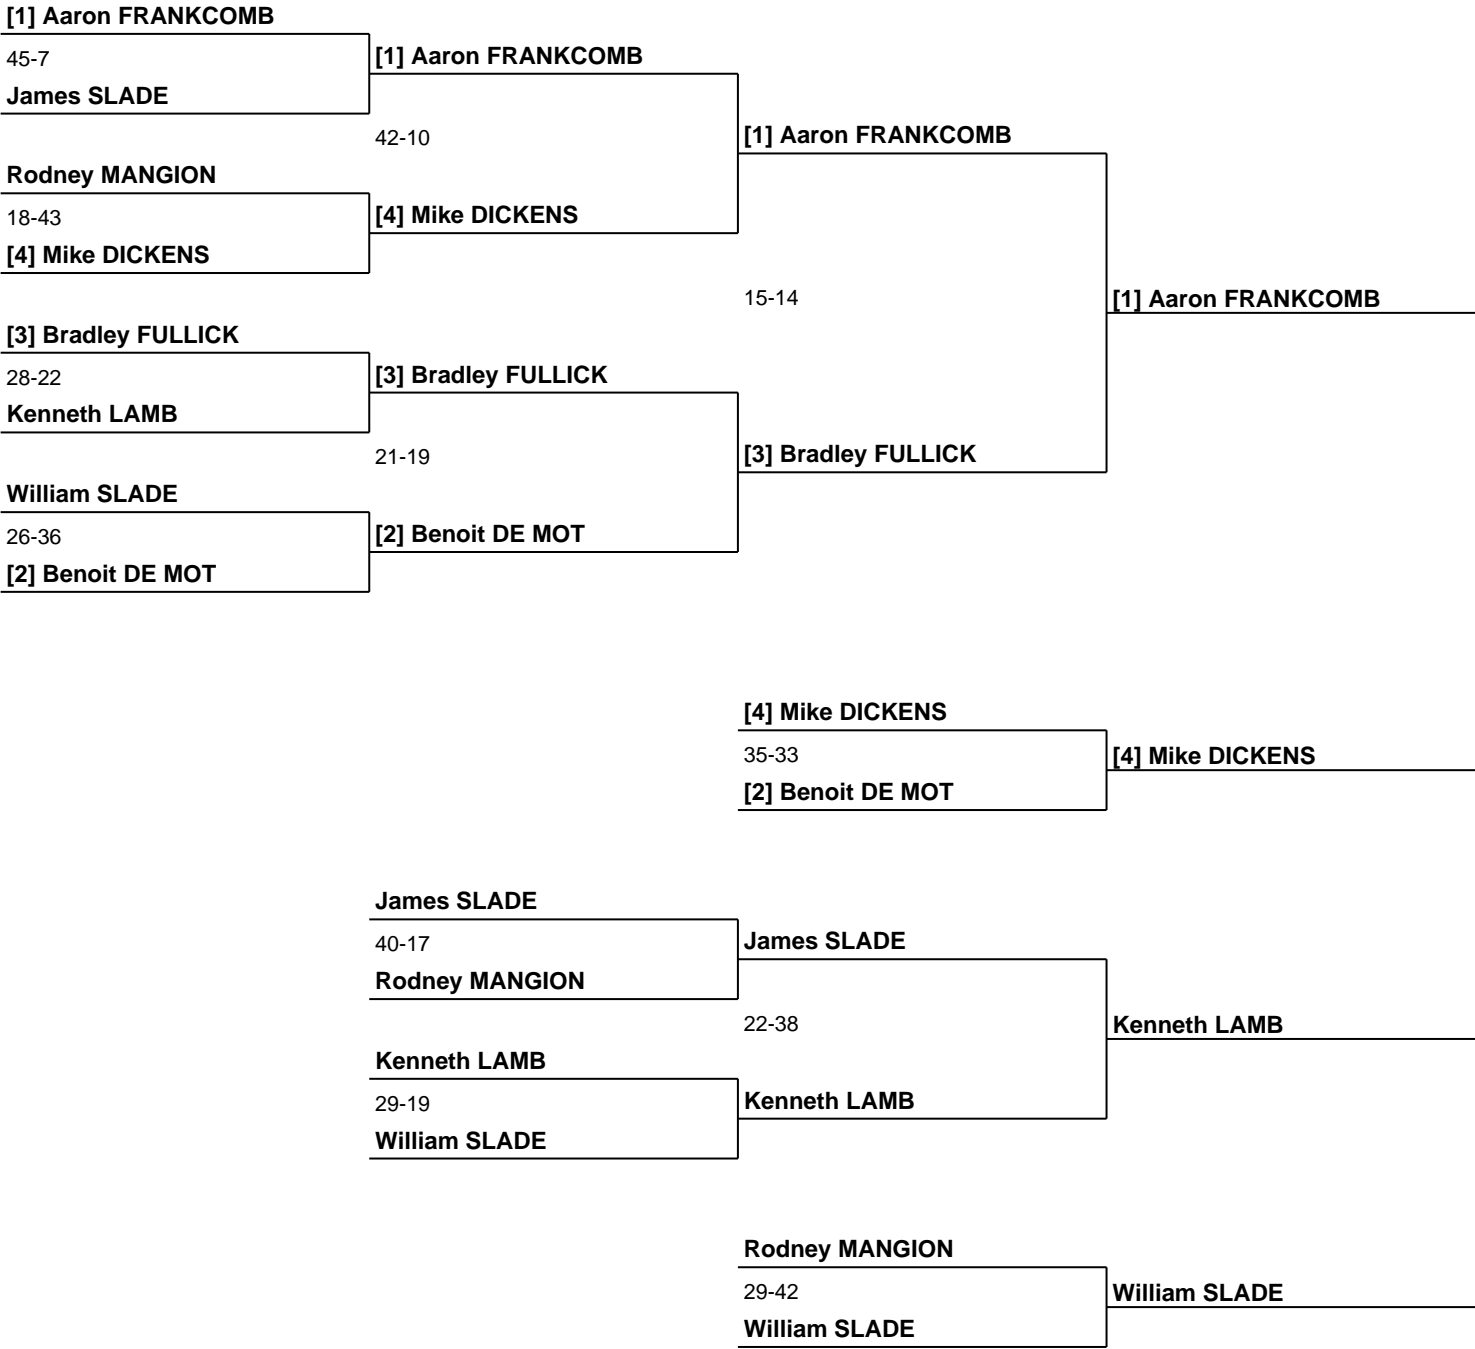 [1] Aaron FRANKCOMB
45-7
James SLADE
[1] Aaron FRANKCOMB
42-10
Rodney MANGION
18-43
[4] Mike DICKENS
[4] Mike DICKENS
[1] Aaron FRANKCOMB
15-14
[1] Aaron FRANKCOMB
[3] Bradley FULLICK
28-22
Kenneth LAMB
[3] Bradley FULLICK
21-19
William SLADE
26-36
[2] Benoit DE MOT
[2] Benoit DE MOT
[3] Bradley FULLICK
[4] Mike DICKENS
35-33
[2] Benoit DE MOT
[4] Mike DICKENS
James SLADE
40-17
Rodney MANGION
James SLADE
22-38
Kenneth LAMB
Kenneth LAMB
29-19
William SLADE
Kenneth LAMB
Rodney MANGION
29-42
William SLADE
William SLADE